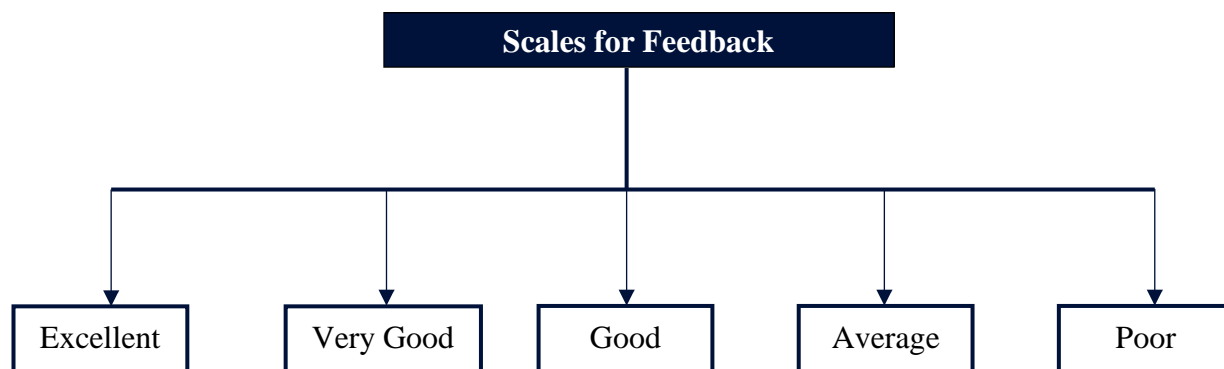 Scales for Feedback
Excellent
Very Good
Good
Average
Poor